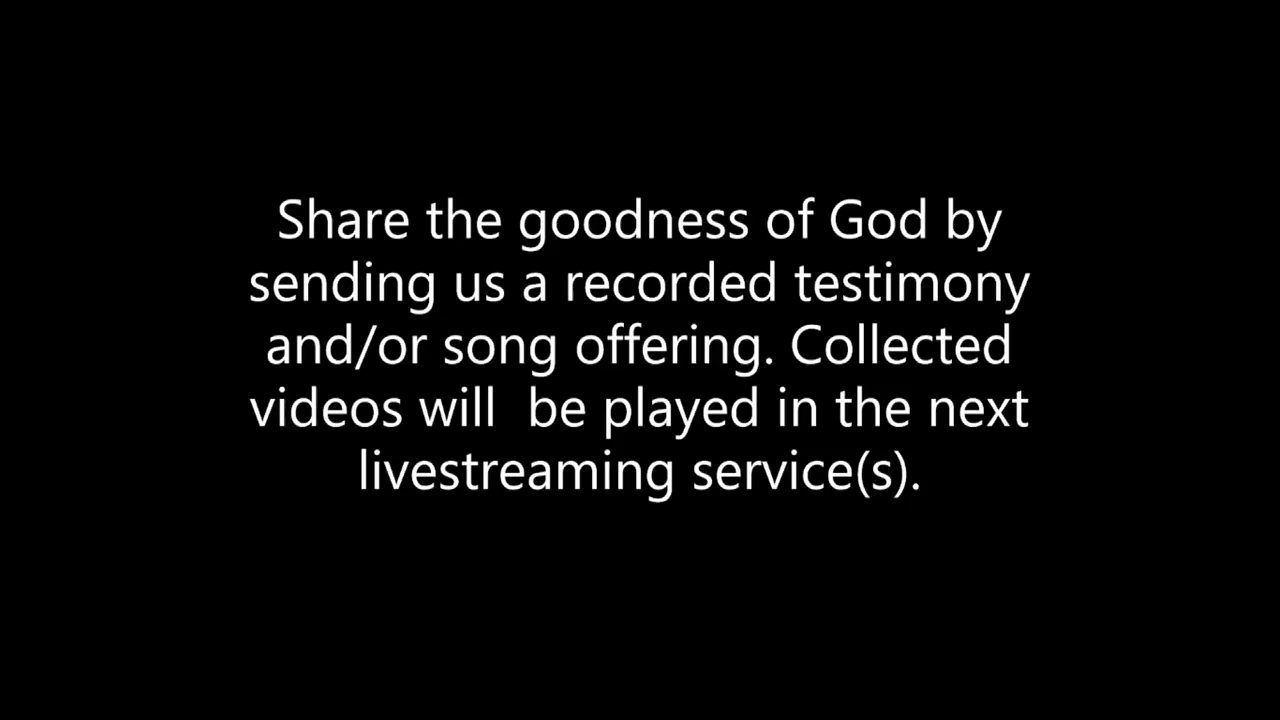 Share the goodness of God by
sending us a recorded testimony
and/or song offering. Collected
videos will  be played in the next
livestreaming service(s).